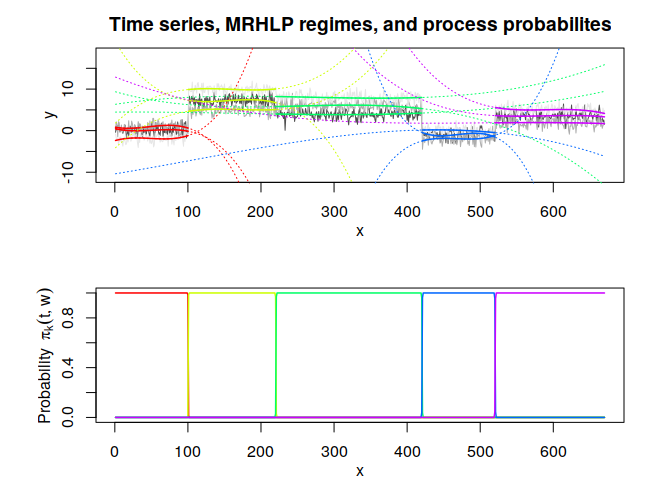 Time series, MRHLP regimes, and process probabilites
y
10
0
-10
0 100 200 300 400 500 600
x
Probability πk(t, w)
0.8
0.4
0.0
0 100 200 300 400 500 600
x